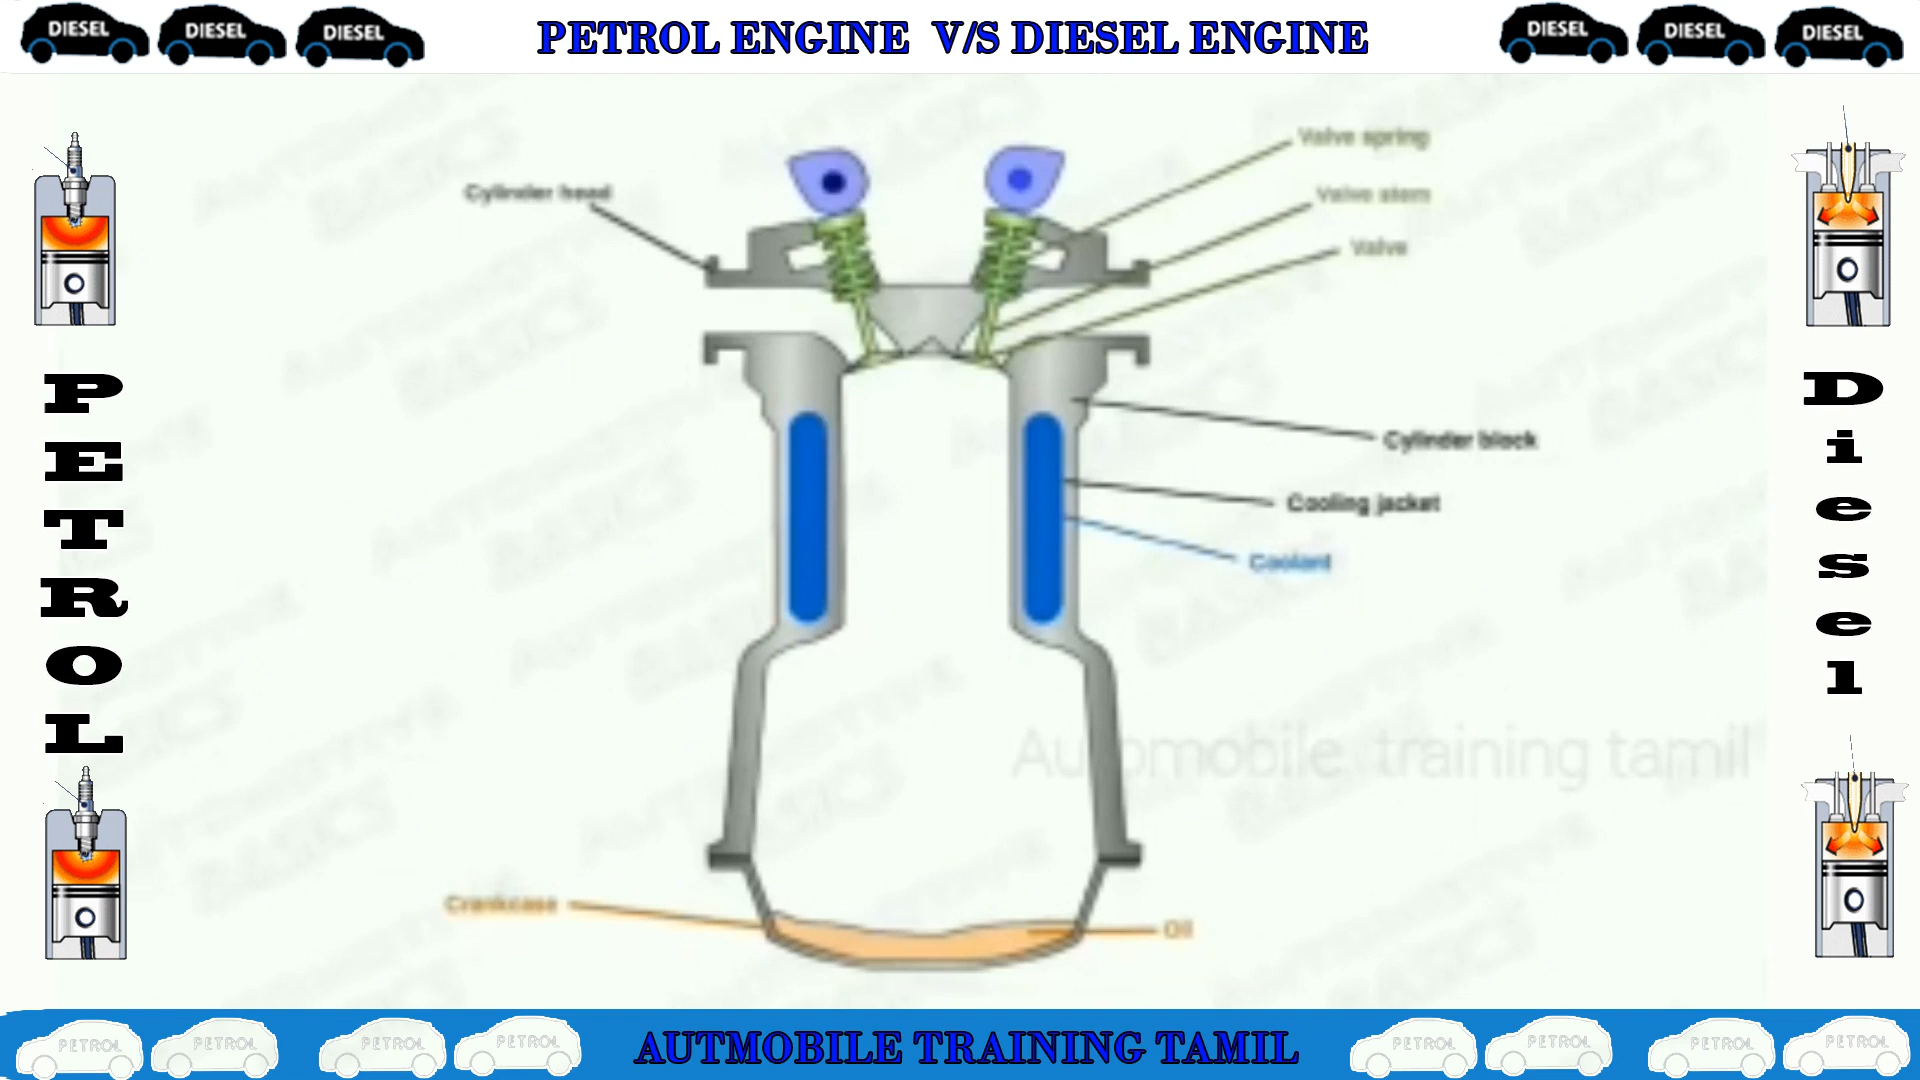 DIESEL DIESEL DIESEL PETROL ENGINE V/S DIESEL ENGINE DIESEL DIESEL DIESEL
Valve spring
Cylinder head
Valve stem
Valve
PETROL
Diesel
Cylinder block
Cooling jacket
Coolant
Automobile training tamil
Crankcase
Oil
PETROL PETROL PETROL PETROL AUTMOBILE TRAINING TAMIL PETROL PETROL PETROL PETROL